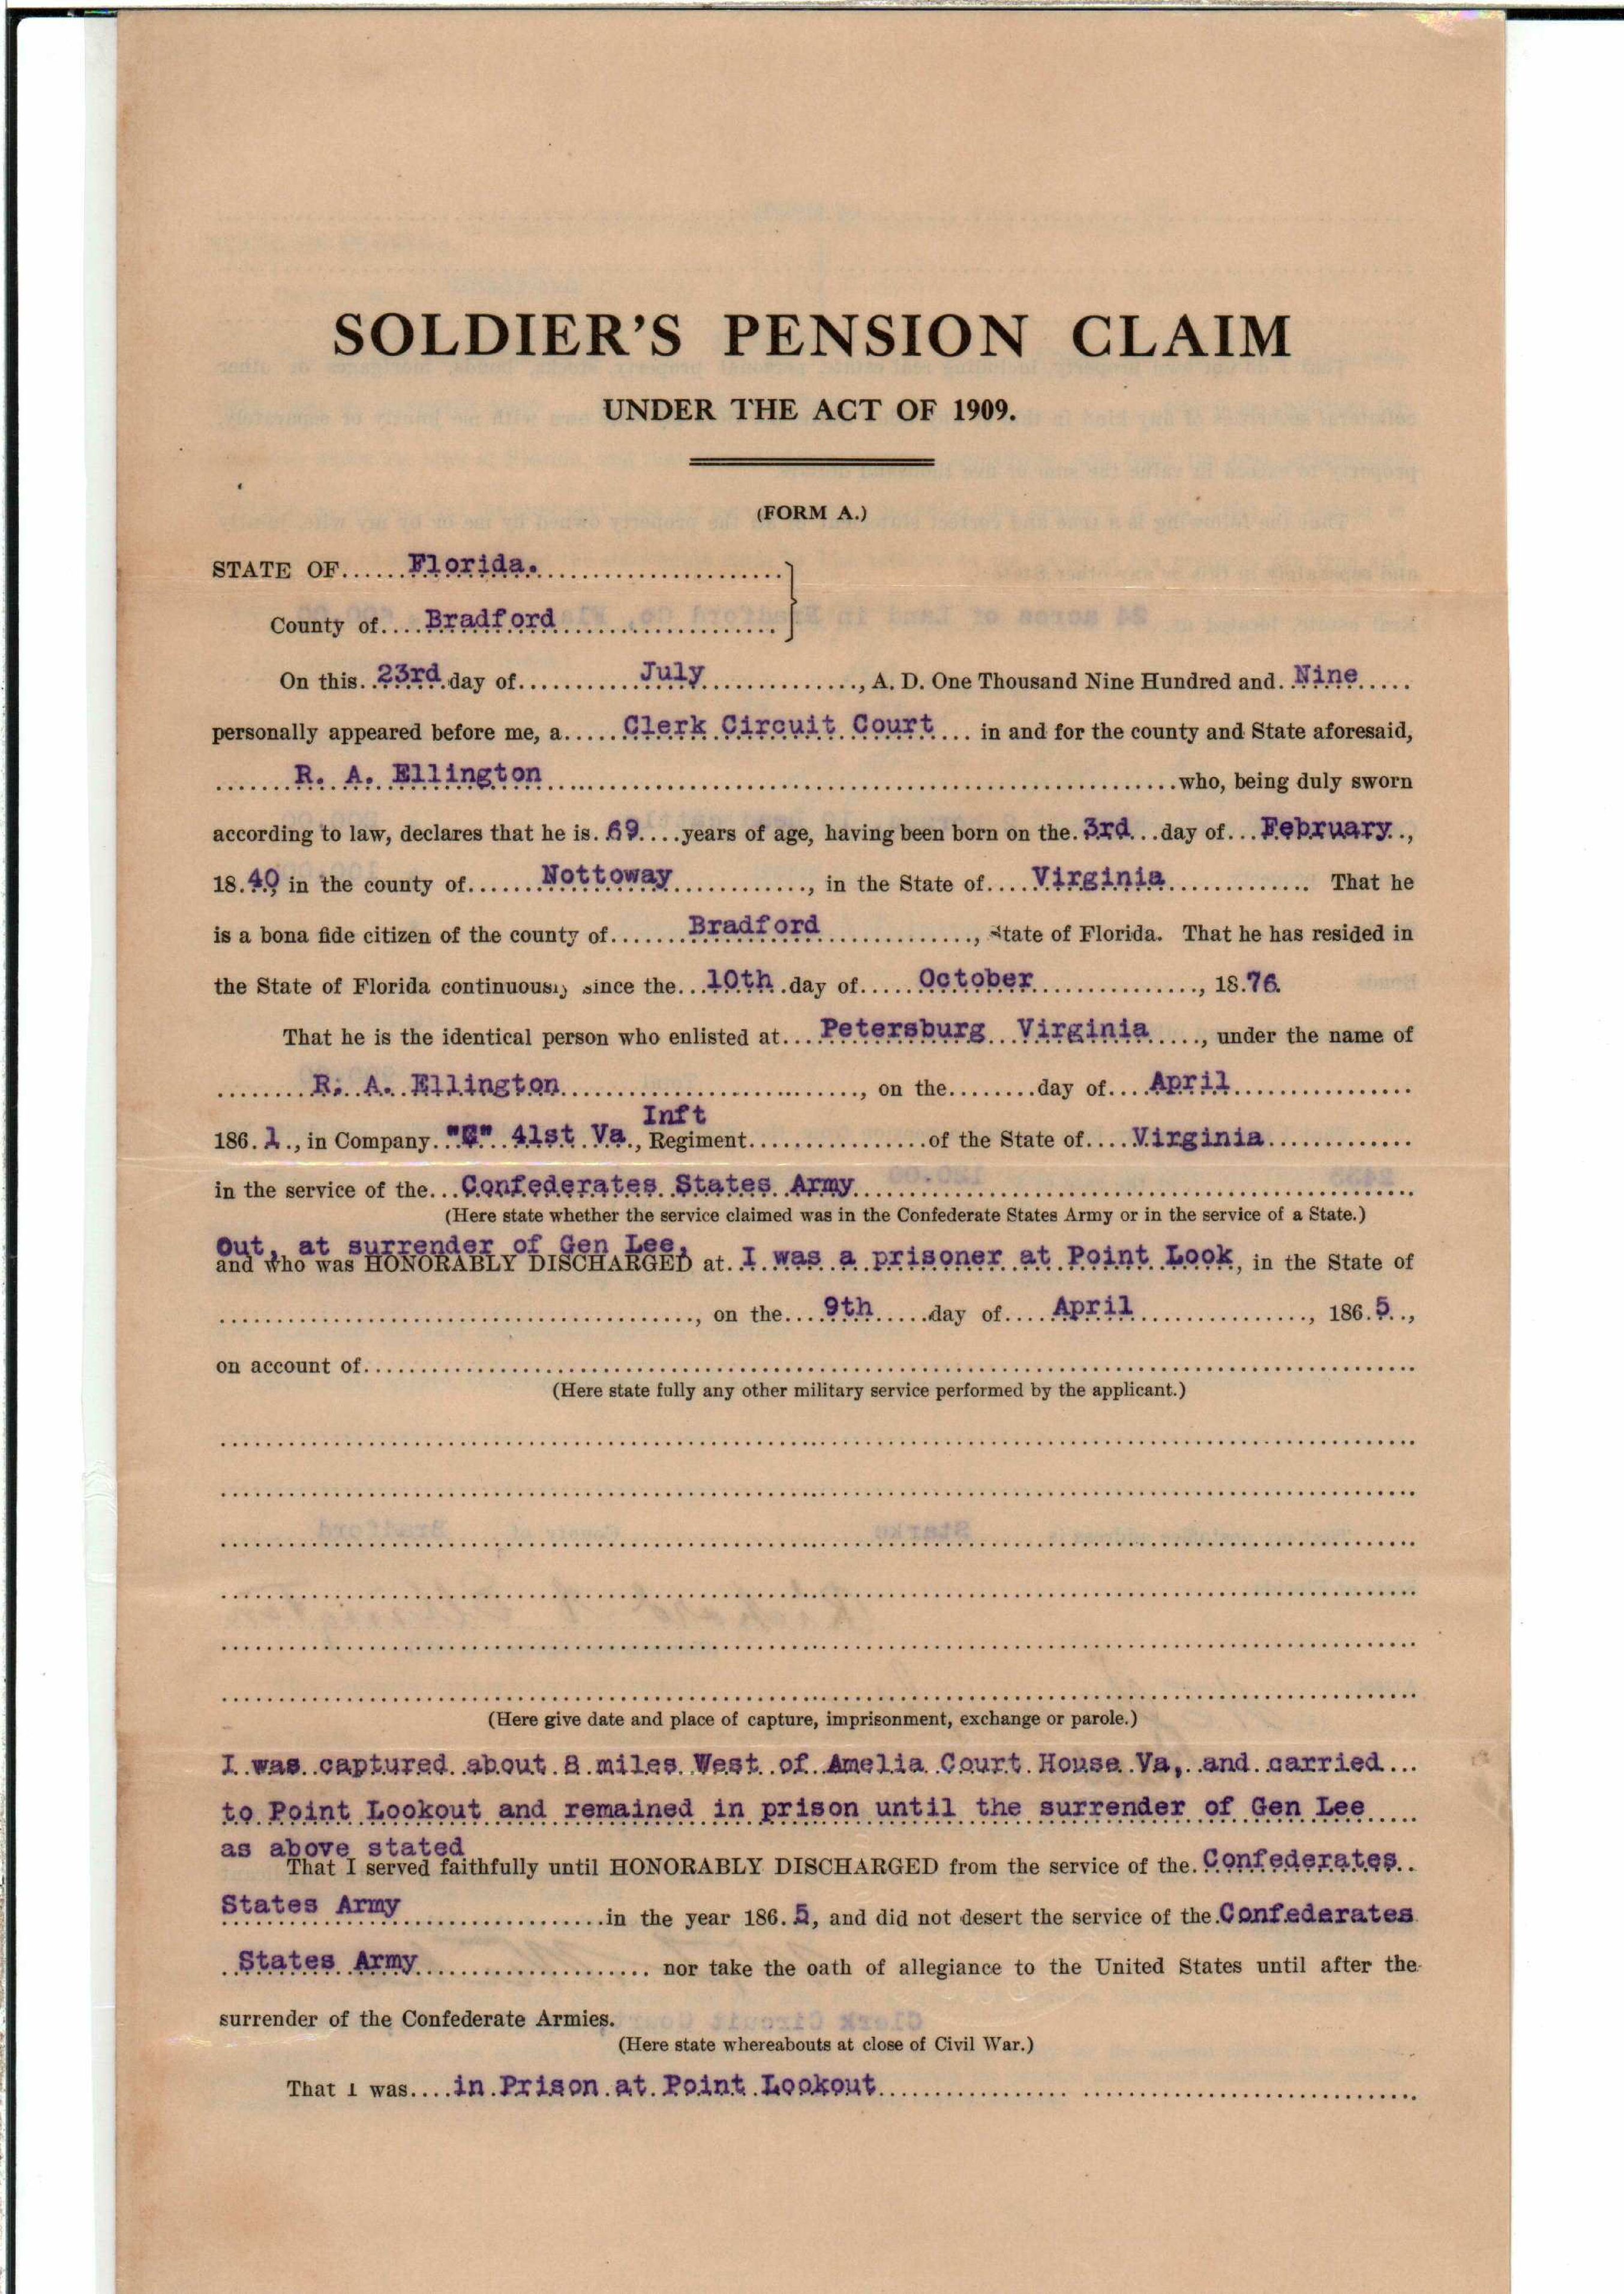 SOLDIER'S PENSION CLAIM
UNDER THE ACT OF 1909.
(FORM A.)
STATE OF......Florida.
County of....Bradford
On this 23rd day of July, A. D. One Thousand Nine Hundred and Nine
personally appeared before me, a Clerk Circuit Court in and for the county and State aforesaid,
R. A. Ellington who, being duly sworn
according to law, declares that he is 69 years of age, having been born on the 3rd day of February,
18 40 in the county of Nottoway, in the State of Virginia That he
is a bona fide citizen of the county of Bradford, State of Florida. That he has resided in
the State of Florida continuously since the 10th day of October, 18 76.
That he is the identical person who enlisted at Petersburg Virginia, under the name of
R. A. Ellington, on the day of April
Inft
186 1, in Company 41st Va, Regiment of the State of Virginia
in the service of the Confederates States Army
(Here state whether the service claimed was in the Confederate States Army or in the service of a State.)
out, at surrender of Gen Lee,
and who was HONORABLY DISCHARGED at. I was a prisoner at Point Look, in the State of
, on the 9th day of April, 186 5,
on account of
(Here state fully any other military service performed by the applicant.)
(Here give date and place of capture, imprisonment, exchange or parole.)
I was captured about 8 miles West of Amelia Court House Va, and carried
to Point Lookout and remained in prison until the surrender of Gen Lee
as above stated
That I served faithfully until HONORABLY DISCHARGED from the service of the Confederates
States Army in the year 186 5, and did not desert the service of the Confederates
States Army nor take the oath of allegiance to the United States until after the
surrender of the Confederate Armies.
(Here state whereabouts at close of Civil War.)
That I was in Prison at Point Lookout